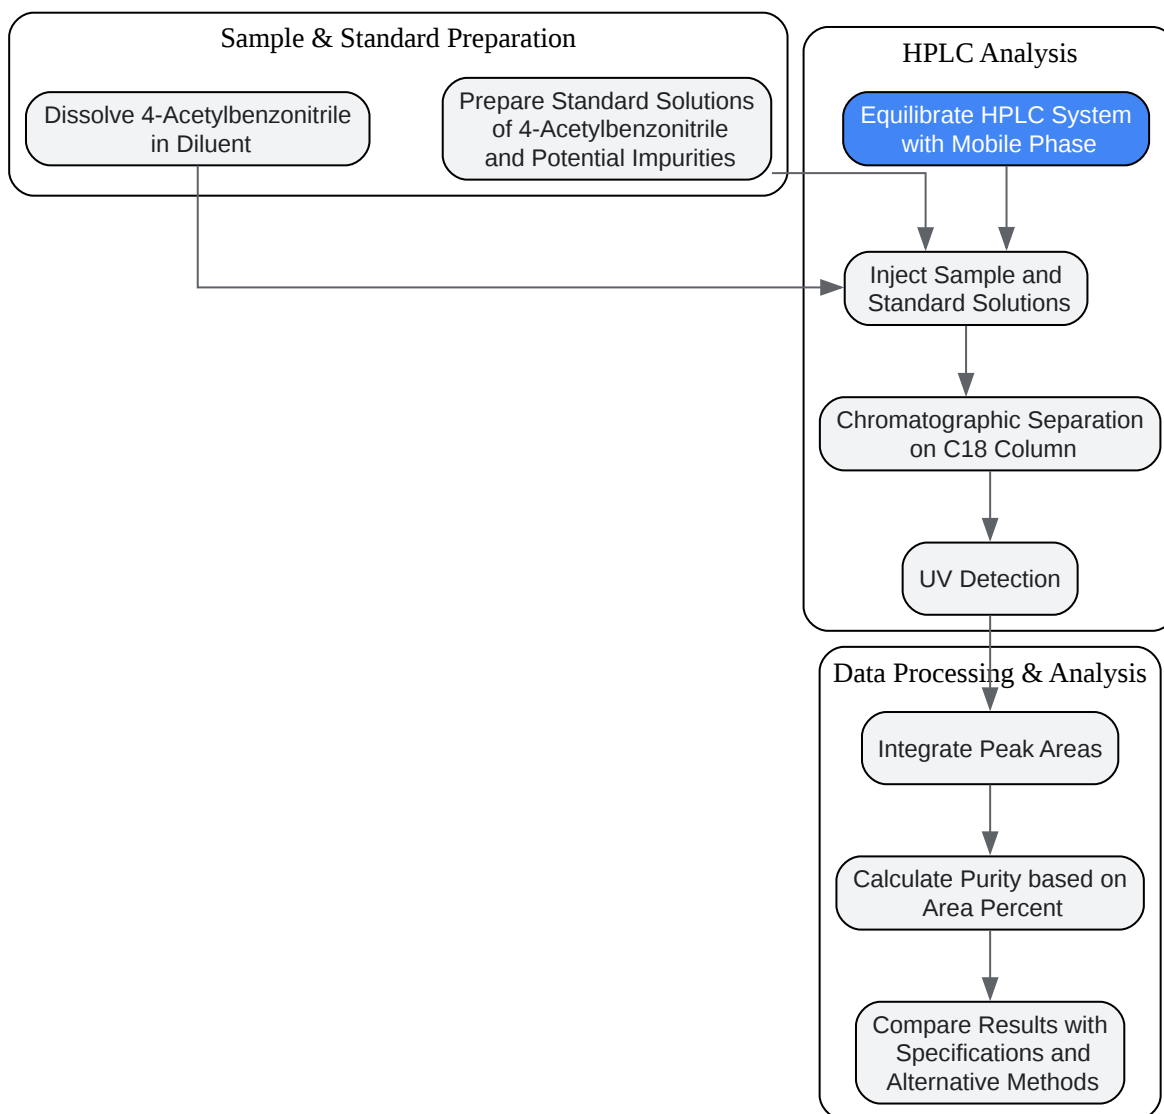 Sample & Standard Preparation
Dissolve 4-Acetylbenzonitrile
in Diluent
Prepare Standard Solutions
of 4-Acetylbenzonitrile
and Potential Impurities
HPLC Analysis
Equilibrate HPLC System
with Mobile Phase
Inject Sample and
Standard Solutions
Chromatographic Separation
on C18 Column
UV Detection
Data Processing & Analysis
Integrate Peak Areas
Calculate Purity based on
Area Percent
Compare Results with
Specifications and
Alternative Methods